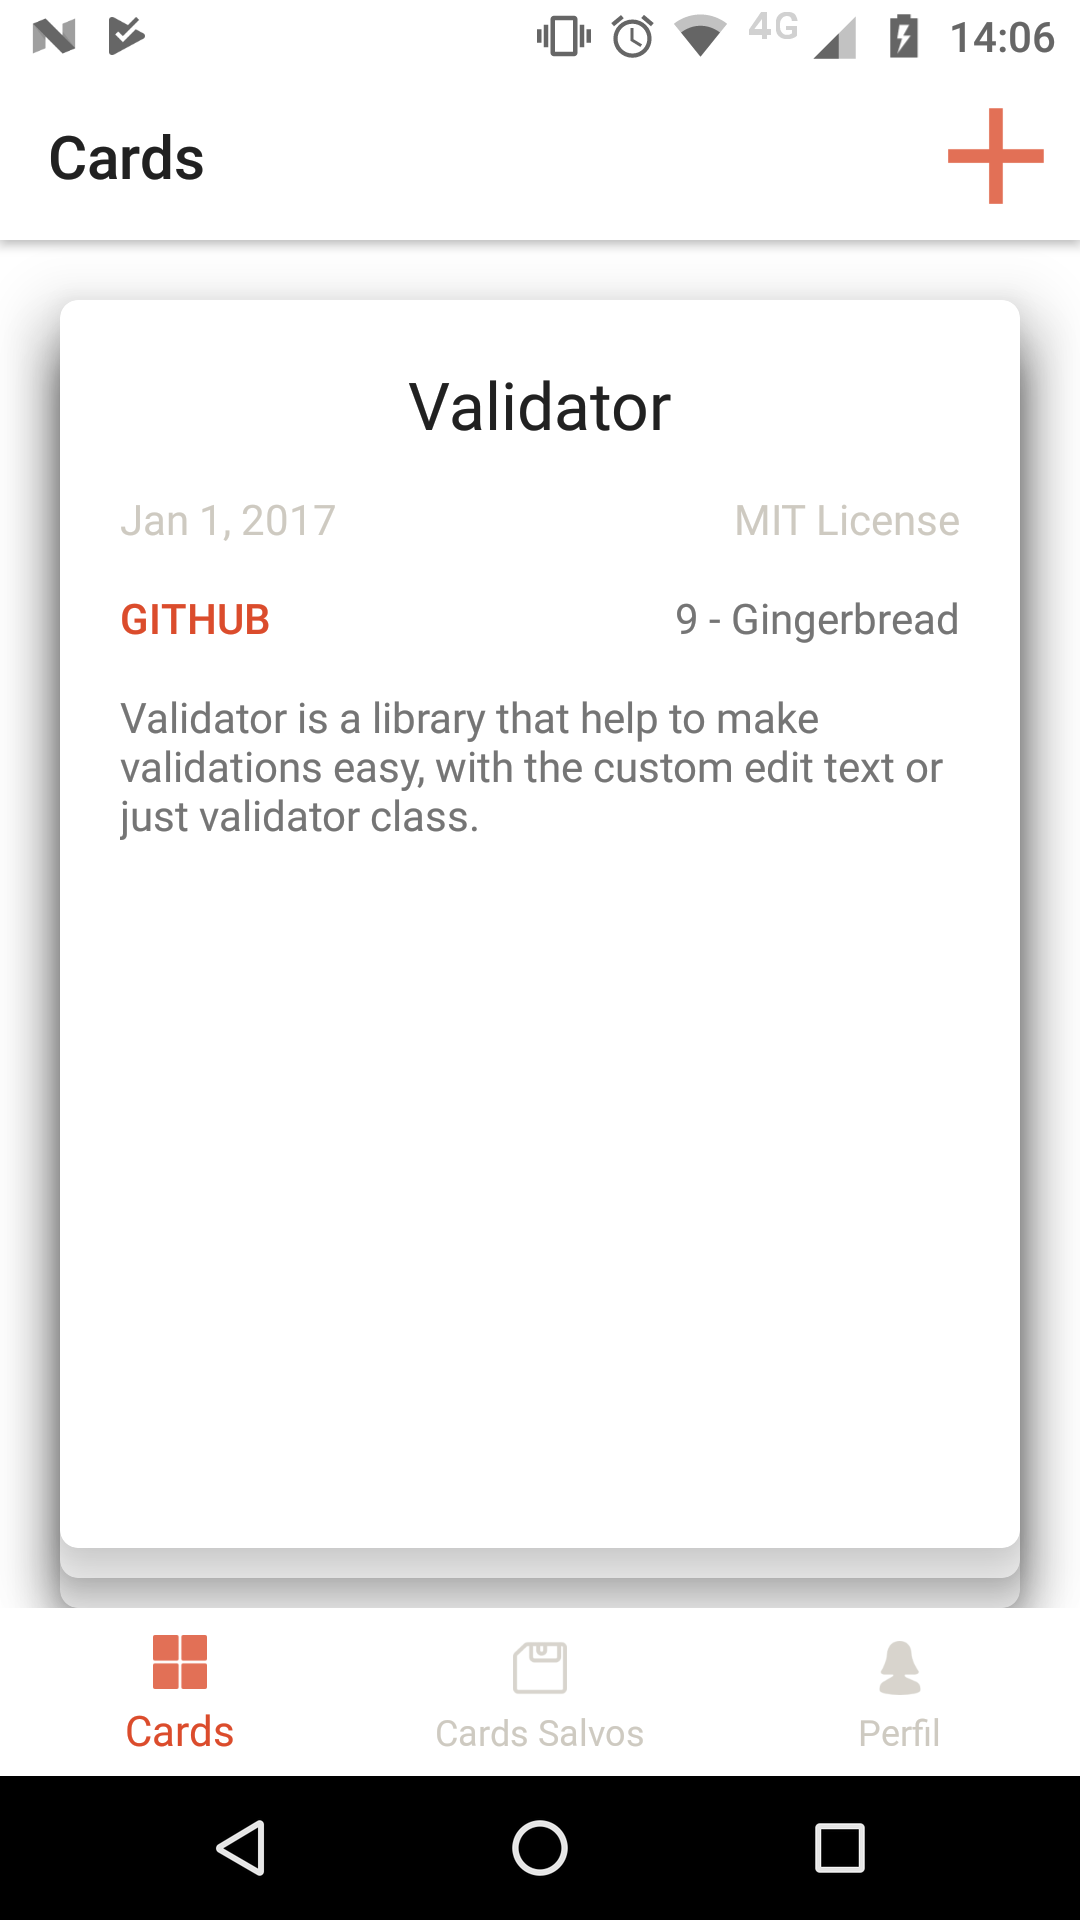 4G 14:06
Cards
Validator
Jan 1, 2017 MIT License
GITHUB 9 - Gingerbread
Validator is a library that help to make
validations easy, with the custom edit text or
just validator class.
Cards Cards Salvos Perfil